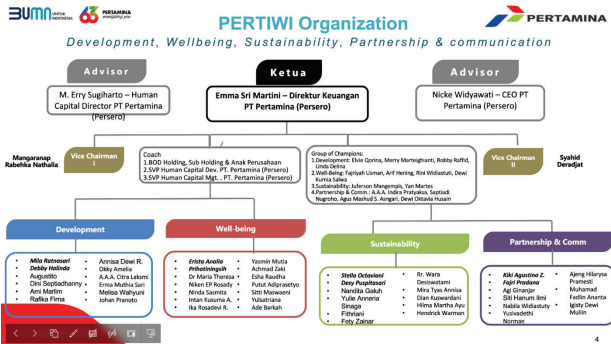 BUMN UNTUK INDONESIA
63 PERTAMINA energizing you
PERTIWI Organization
PERTAMINA
Development, Wellbeing, Sustainability, Partnership & communication
Advisor
Ketua
Advisor
M. Erry Sugiharto – Human
Capital Director PT Pertamina
(Persero)
Emma Sri Martini – Direktur Keuangan
PT Pertamina (Persero)
Nicke Widyawati – CEO PT
Pertamina (Persero)
Mangaranap
Rabehka Nathalia
Vice Chairman
I
Coach
1.BOD Holding, Sub Holding & Anak Perusahaan
2.SVP Human Capital Dev. PT. Pertamina (Persero)
3.SVP Human Capital Mgt. . PT. Pertamina (Persero)
Group of Champions:
1.Development: Elvie Qorina, Merry Marteighianti, Robby Raffid,
Linda Delina
2.Well-Being: Fajriyah Usman, Arif Hening, Rini Widiastuti, Dewi
Kurnia Salwa
3.Sustainability: Juferson Mangempis, Yan Martes
4.Partnership & Comm.: A.A.A. Indira Pratyaksa, Saptiadi
Nugroho, Agus Mashud S. Asngari, Dewi Oktavia Husain
Vice Chairman
II
Syahid
Deradjat
Development
• Mila Ratnasari
• Debby Halinda
• Augustito
• Dini Septiadhanny
• Ami Marlim
• Rafika Fima
• Annisa Dewi R.
• Okky Amelia
• A.A.A. Citra Laksmi
• Erma Muthia Sari
• Melisa Wahyuni
• Johan Pranoto
Well-being
• Erista Analia
Prihatiningsih
• Dr Maria Theresa
• Niken EP Rosady
• Ninda Sasmita
• Intan Kusuma A.
• Ika Rosadevi R.
• Yasmin Mutia
• Achmad Zaki
• Esha Raudha
• Putut Adiprasetyo
• Sitti Maswaeni
• Yulsatriana
• Ade Barkah
Sustainability
• Stella Octaviani
• Desy Puspitasari
• Nandita Galuh
• Yulie Anneria
Sinaga
• Fithriani
• Fety Zainar
• Rr. Wara
Desiswatami
• Mira Tyas Annisa
• Dian Kuswardani
• Hilma Martha Ayu
• Hendrick Warman
Partnership & Comm
• Kiki Agustina Z.
• Fajri Pradana
• Agi Ginanjar
• Siti Hanum Ilmi
• Nabila Widiastuty
• Yusivadethi
Norman
• Ajeng Hilarysa
Pramesti
• Muhamad
Fadlin Ananta
• Igisty Dewi
Muliin
4